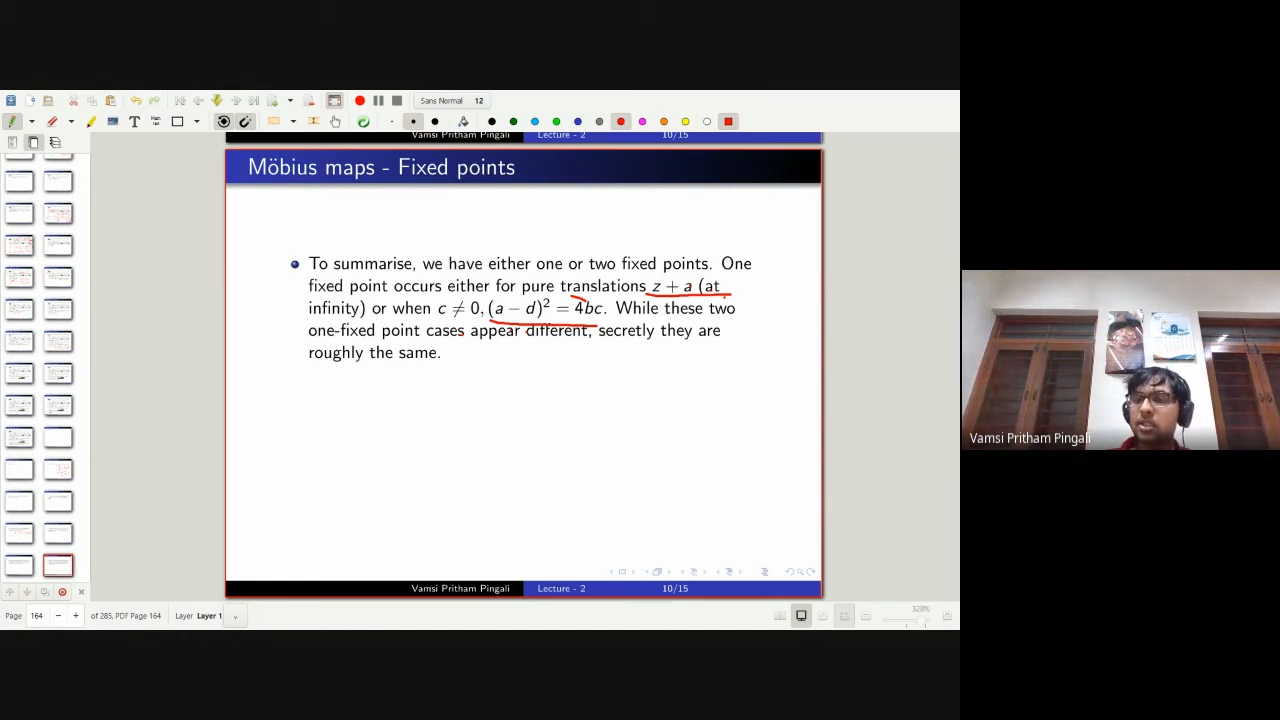 Sans Normal 12
Vamsi Pritham Pingali Lecture - 2 10/15
Möbius maps - Fixed points
To summarise, we have either one or two fixed points. One
fixed point occurs either for pure translations z + a (at
infinity) or when c ≠ 0, (a − d)² = 4bc. While these two
one-fixed point cases appear different, secretly they are
roughly the same.
Vamsi Pritham Pingali
Vamsi Pritham Pingali Lecture - 2 10/15
Page 164 − + of 285, PDF Page 164 Layer Layer 1 328%